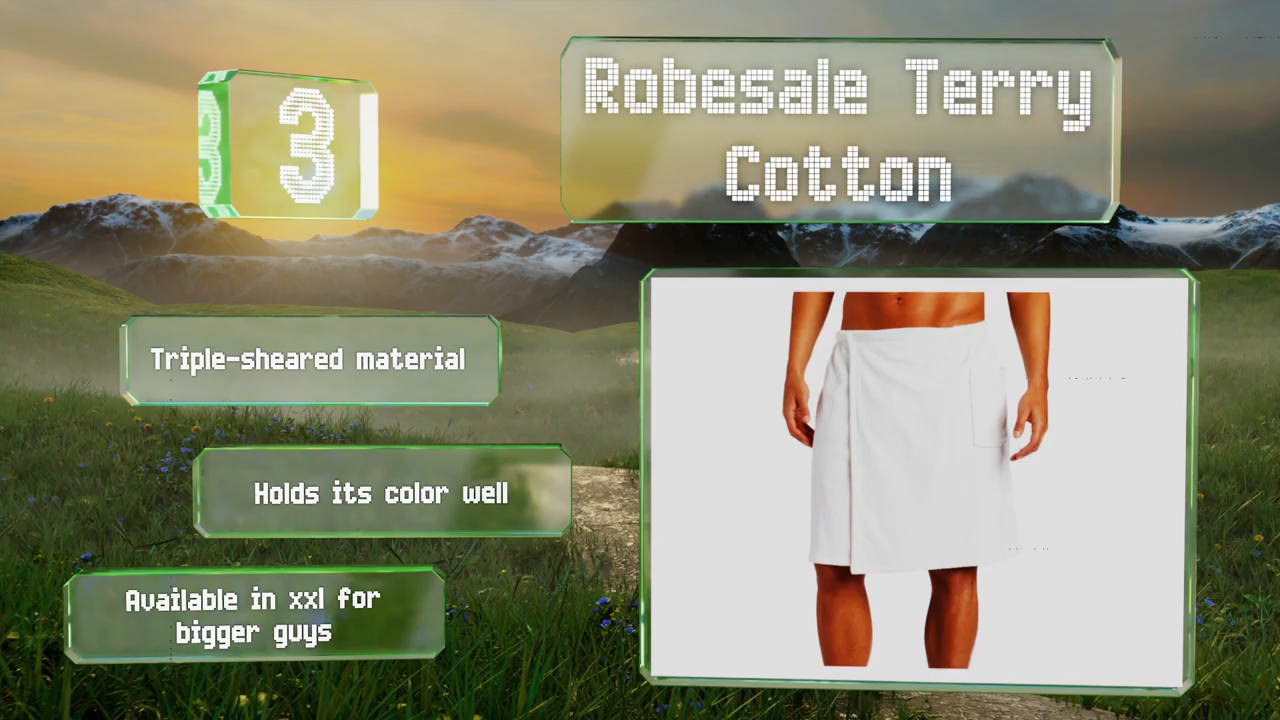 3
Robesale Terry
Cotton
Triple-sheared material
Holds its color well
Available in xxl for
bigger guys